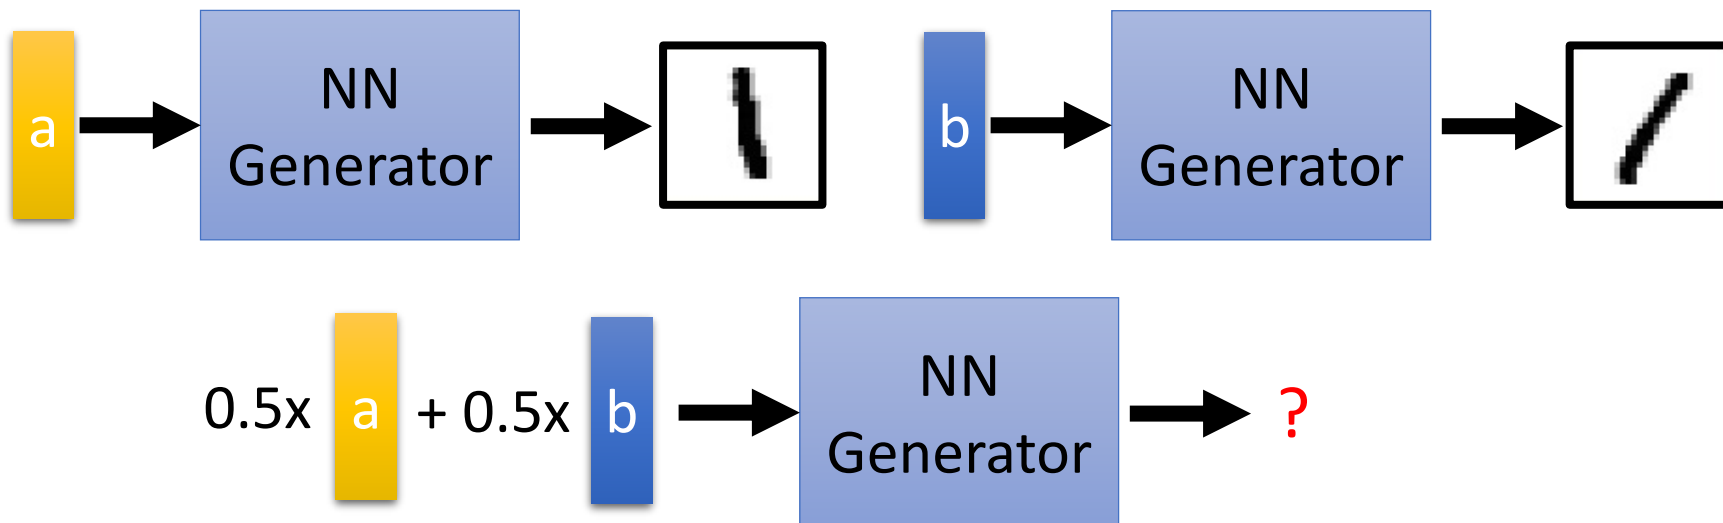 a
NN
Generator
b
NN
Generator
0.5x a + 0.5x b
NN
Generator
?